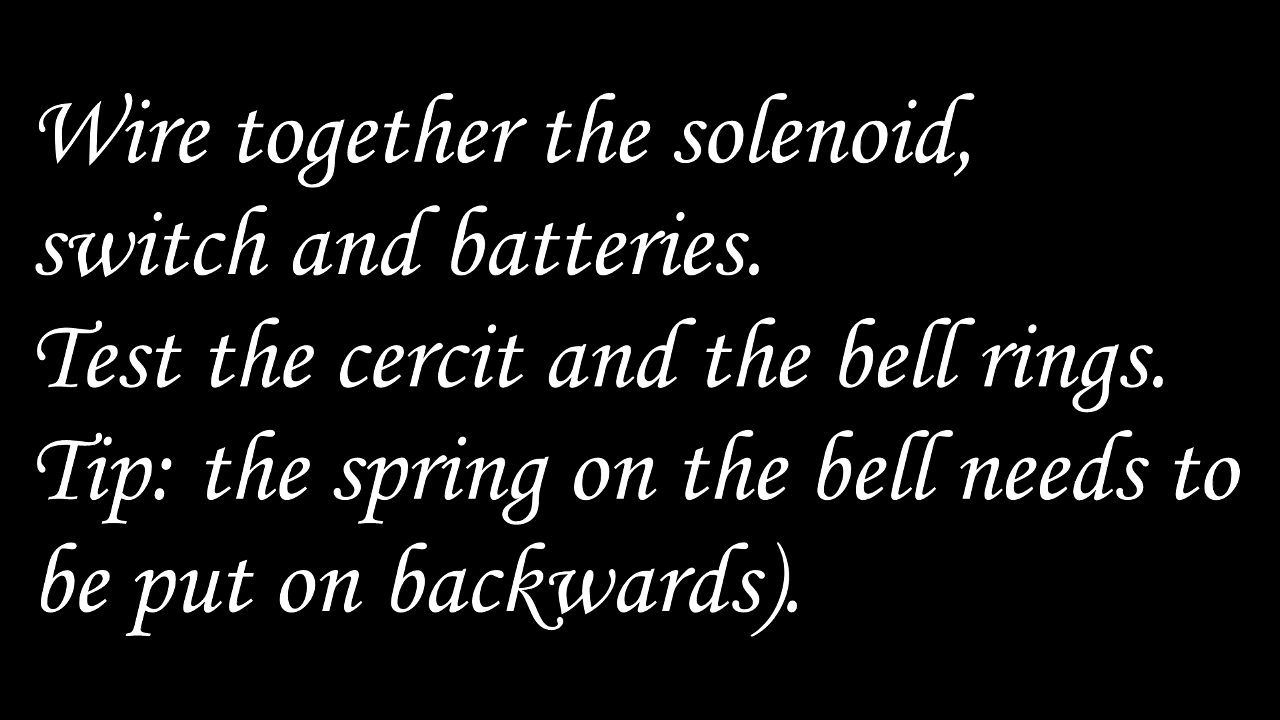 Wire together the solenoid,
switch and batteries.
Test the cercit and the bell rings.
Tip: the spring on the bell needs to
be put on backwards).